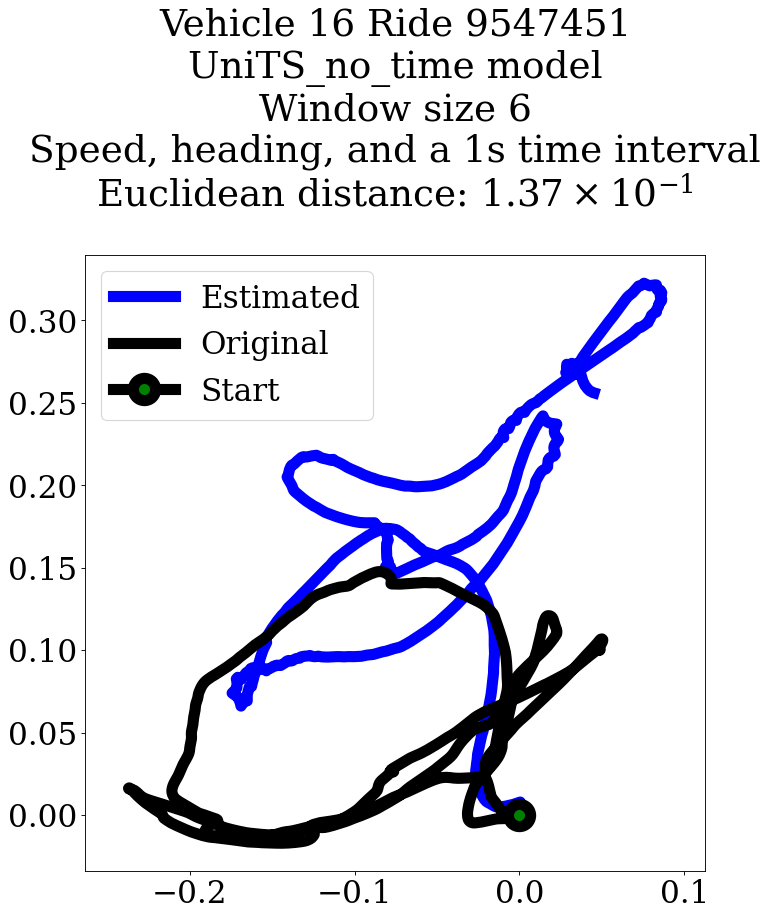 Vehicle 16 Ride 9547451
UniTS_no_time model
Window size 6
Speed, heading, and a 1s time interval
Euclidean distance: 1.37 × 10⁻¹
Estimated
Original
Start
0.30
0.25
0.20
0.15
0.10
0.05
0.00
−0.2 −0.1 0.0 0.1